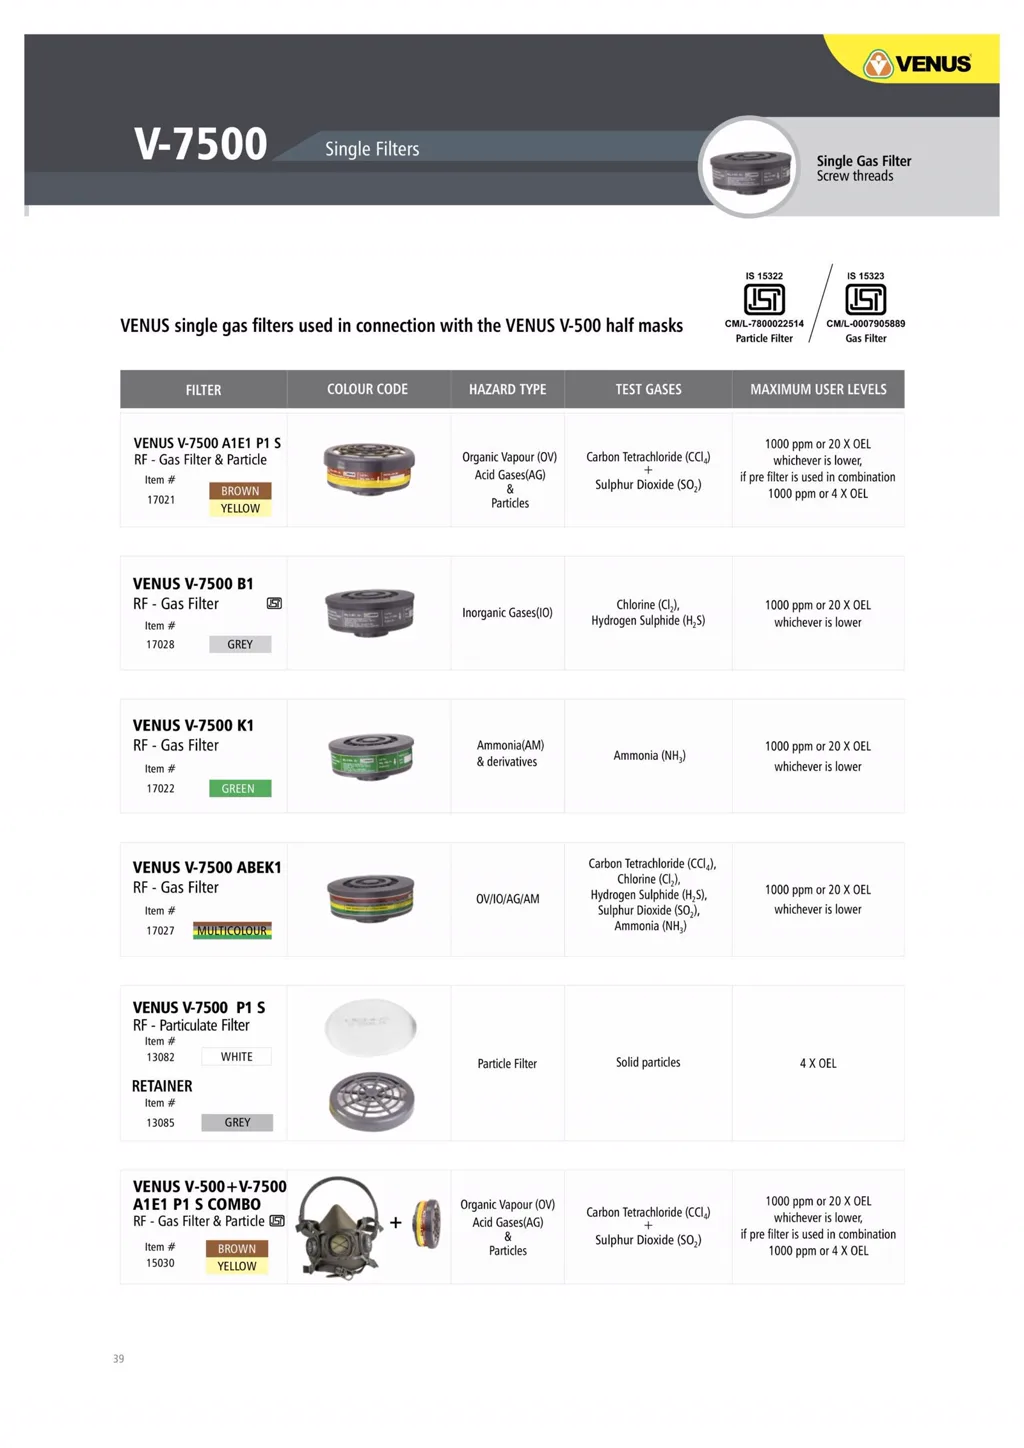 VENUS
V-7500
Single Filters
Single Gas Filter
Screw threads
IS 15322
CM/L-7800022514
Particle Filter
IS 15323
CM/L-0007905889
Gas Filter
VENUS single gas filters used in connection with the VENUS V-500 half masks
FILTER COLOUR CODE HAZARD TYPE TEST GASES MAXIMUM USER LEVELS
VENUS V-7500 A1E1 P1 S
RF - Gas Filter & Particle
Item #
17021
BROWN
YELLOW
Organic Vapour (OV)
Acid Gases(AG)
&
Particles
Carbon Tetrachloride (CCl₄)
+
Sulphur Dioxide (SO₂)
1000 ppm or 20 X OEL
whichever is lower,
if pre filter is used in combination
1000 ppm or 4 X OEL
VENUS V-7500 B1
RF - Gas Filter
Item #
17028
GREY
Inorganic Gases(IO)
Chlorine (Cl₂),
Hydrogen Sulphide (H₂S)
1000 ppm or 20 X OEL
whichever is lower
VENUS V-7500 K1
RF - Gas Filter
Item #
17022
GREEN
Ammonia(AM)
& derivatives
Ammonia (NH₃)
1000 ppm or 20 X OEL
whichever is lower
VENUS V-7500 ABEK1
RF - Gas Filter
Item #
17027
MULTICOLOUR
OV/IO/AG/AM
Carbon Tetrachloride (CCl₄),
Chlorine (Cl₂),
Hydrogen Sulphide (H₂S),
Sulphur Dioxide (SO₂),
Ammonia (NH₃)
1000 ppm or 20 X OEL
whichever is lower
VENUS V-7500 P1 S
RF - Particulate Filter
Item #
13082
WHITE
RETAINER
Item #
13085
GREY
Particle Filter
Solid particles
4 X OEL
VENUS V-500+V-7500
A1E1 P1 S COMBO
RF - Gas Filter & Particle
Item #
15030
BROWN
YELLOW
+
Organic Vapour (OV)
Acid Gases(AG)
&
Particles
Carbon Tetrachloride (CCl₄)
+
Sulphur Dioxide (SO₂)
1000 ppm or 20 X OEL
whichever is lower,
if pre filter is used in combination
1000 ppm or 4 X OEL
39